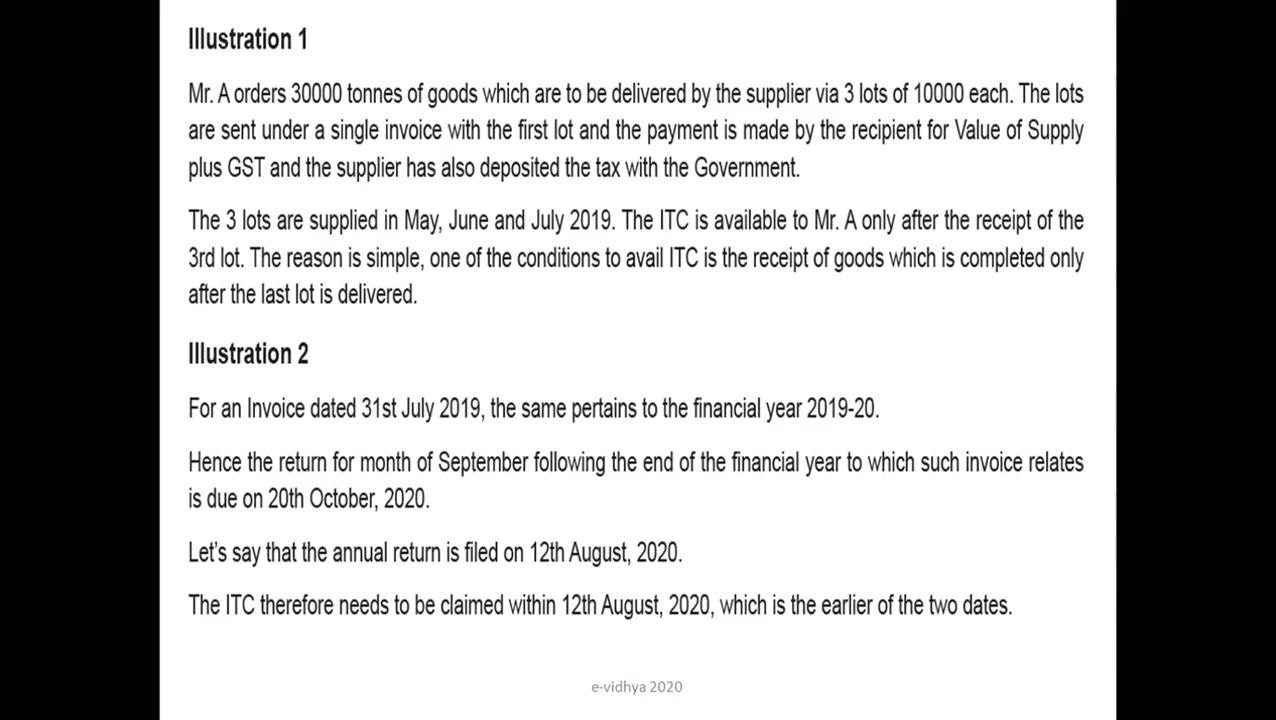 Illustration 1
Mr. A orders 30000 tonnes of goods which are to be delivered by the supplier via 3 lots of 10000 each. The lots
are sent under a single invoice with the first lot and the payment is made by the recipient for Value of Supply
plus GST and the supplier has also deposited the tax with the Government.
The 3 lots are supplied in May, June and July 2019. The ITC is available to Mr. A only after the receipt of the
3rd lot. The reason is simple, one of the conditions to avail ITC is the receipt of goods which is completed only
after the last lot is delivered.
Illustration 2
For an Invoice dated 31st July 2019, the same pertains to the financial year 2019-20.
Hence the return for month of September following the end of the financial year to which such invoice relates
is due on 20th October, 2020.
Let’s say that the annual return is filed on 12th August, 2020.
The ITC therefore needs to be claimed within 12th August, 2020, which is the earlier of the two dates.
e-vidhya 2020